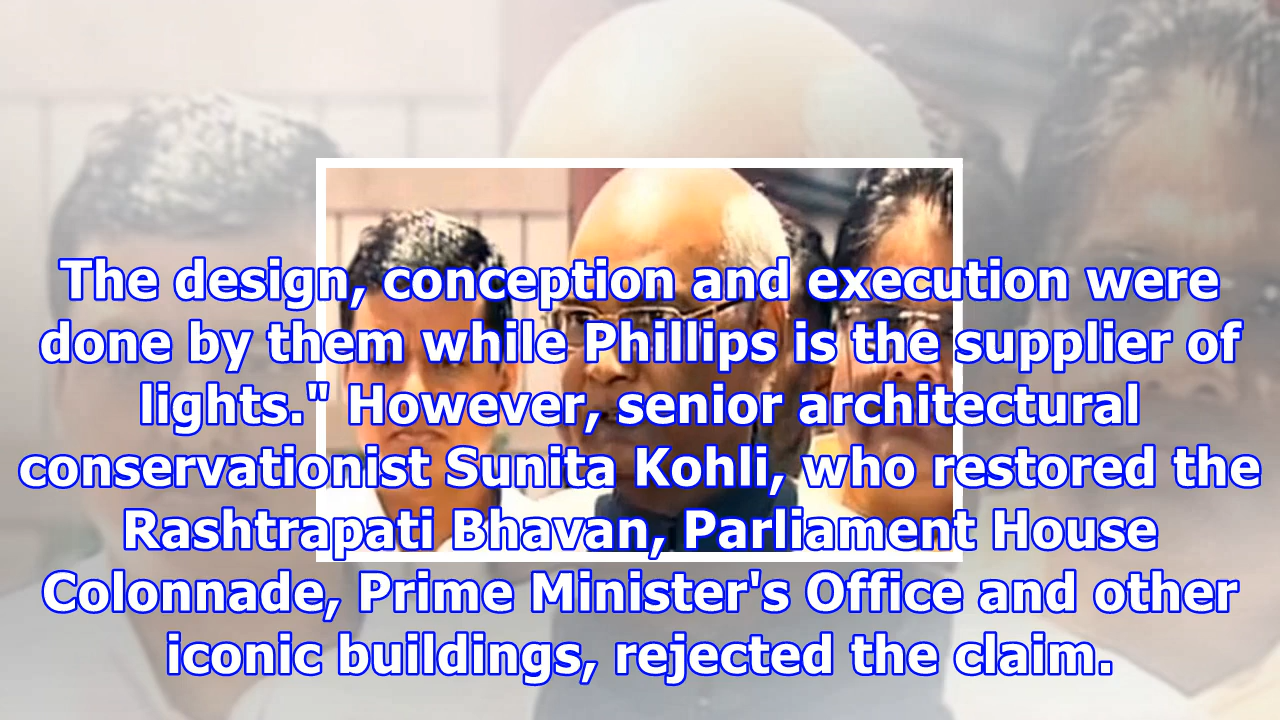 The design, conception and execution were
done by them while Phillips is the supplier of
lights." However, senior architectural
conservationist Sunita Kohli, who restored the
Rashtrapati Bhavan, Parliament House
Colonnade, Prime Minister's Office and other
iconic buildings, rejected the claim.